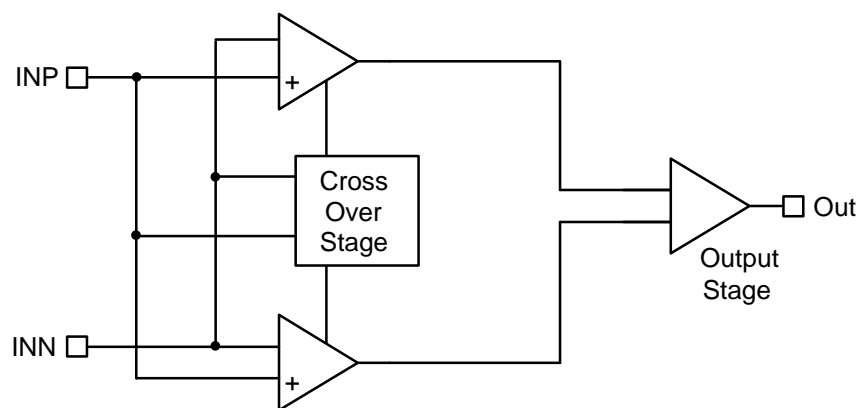 +
INP
Cross
Over
Stage
Out
Output
Stage
INN
+